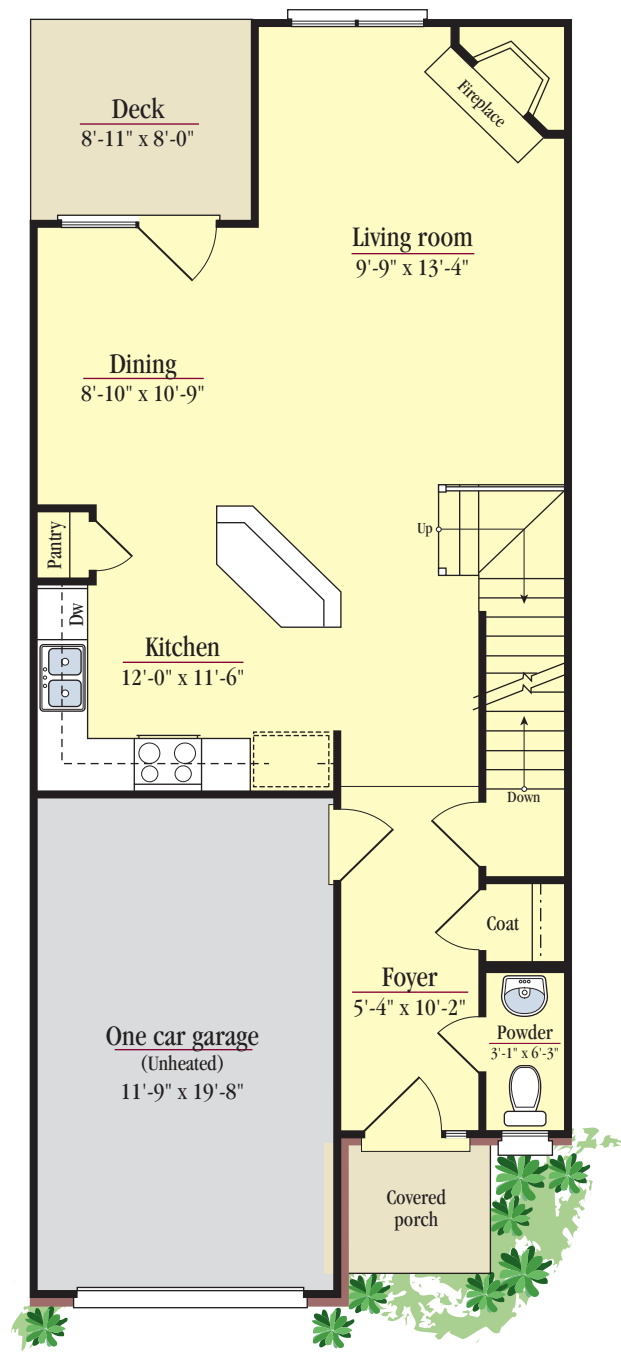 Deck
8'-11" x 8'-0"
Fireplace
Living room
9'-9" x 13'-4"
Dining
8'-10" x 10'-9"
Up
Pantry
Dw
Kitchen
12'-0" x 11'-6"
Down
Coat
Foyer
5'-4" x 10'-2"
Powder
3'-1" x 6'-3"
One car garage
(Unheated)
11'-9" x 19'-8"
Covered
porch